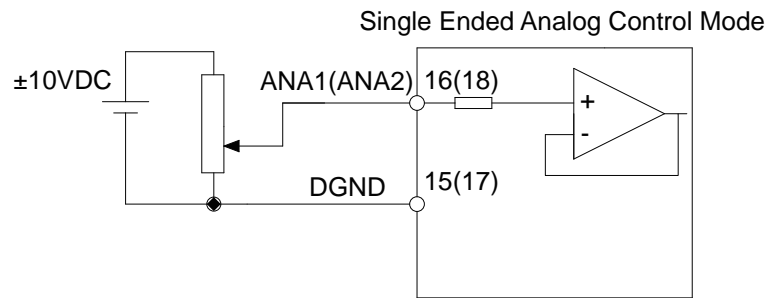 Single Ended Analog Control Mode
±10VDC
ANA1(ANA2)
16(18)
+
-
DGND
15(17)